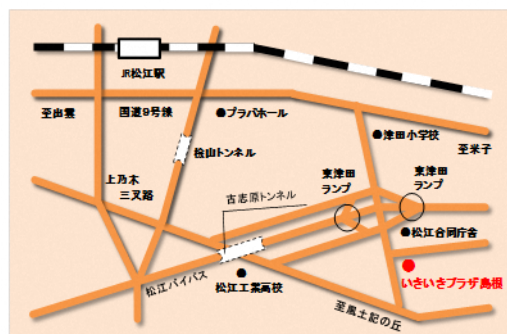 JR松江駅
至出雲
国道9号線
●プラバホール
●津田小学校
至米子
桧山トンネル
上乃木
三叉路
古志原トンネル
東津田
ランプ
東津田
ランプ
●松江合同庁舎
いきいきプラザ島根
松江工業高校
松江バイパス
至風土記の丘